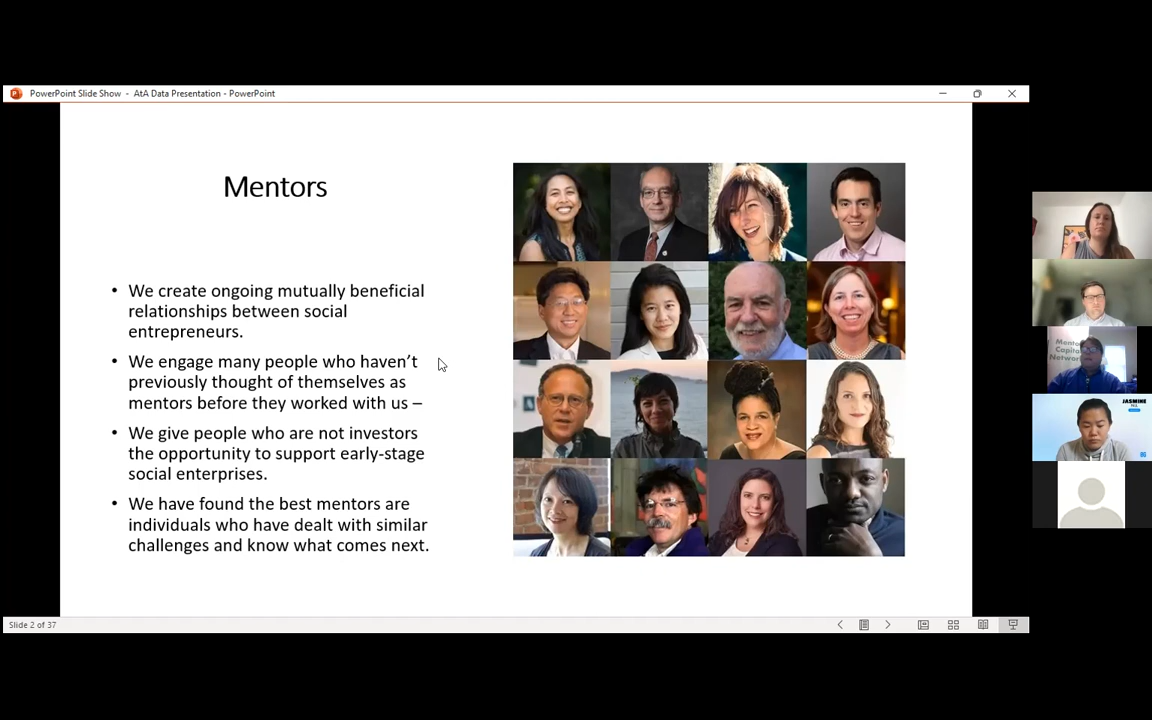 PowerPoint Slide Show - AtA Data Presentation - PowerPoint
Mentors
• We create ongoing mutually beneficial
relationships between social
entrepreneurs.
• We engage many people who haven't
previously thought of themselves as
mentors before they worked with us –
• We give people who are not investors
the opportunity to support early-stage
social enterprises.
• We have found the best mentors are
individuals who have dealt with similar
challenges and know what comes next.
Slide 2 of 37
Mentor
Capital
Network
JASMINE